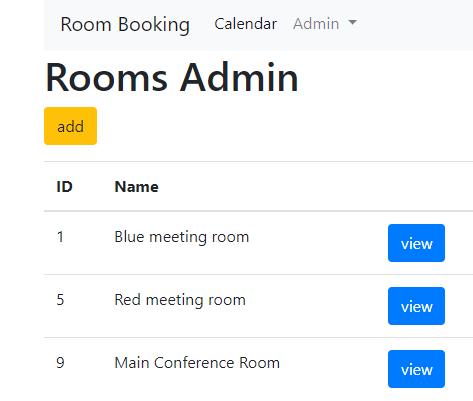 Room Booking Calendar Admin
Rooms Admin
add
ID Name
1 Blue meeting room view
5 Red meeting room view
9 Main Conference Room view